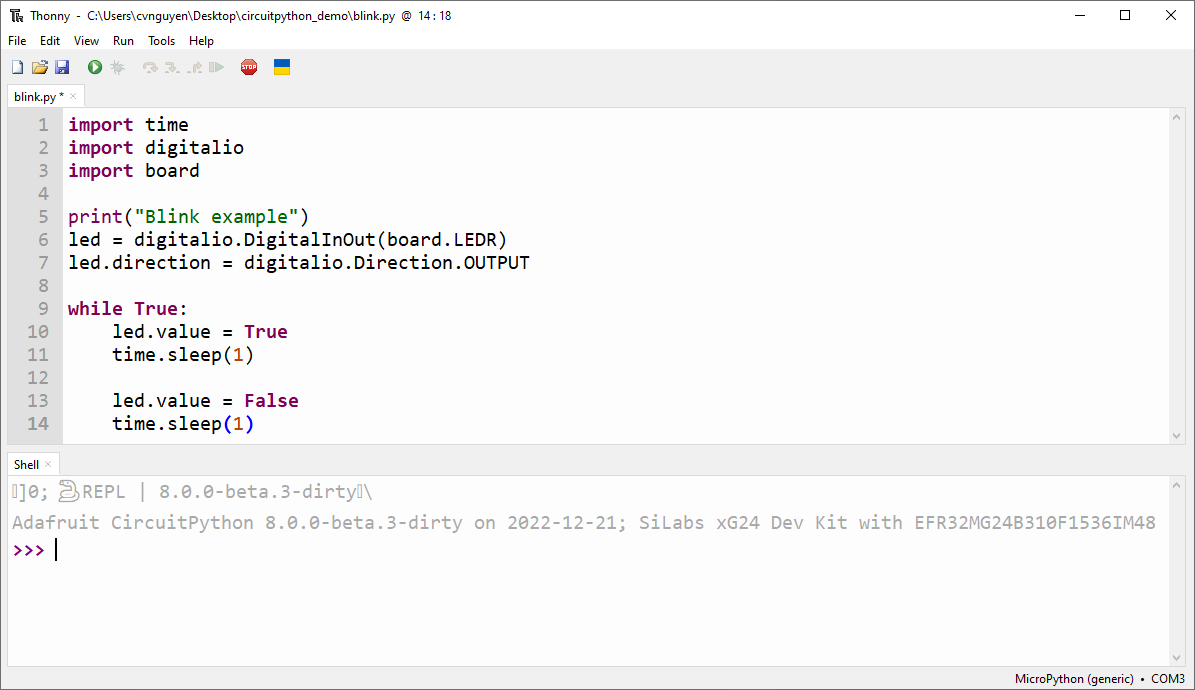 Thonny - C:\Users\cvnguyen\Desktop\circuitpython_demo\blink.py @ 14 : 18
File Edit View Run Tools Help
STOP
blink.py * ×
1 import time
2 import digitalio
3 import board
4
5 print("Blink example")
6 led = digitalio.DigitalInOut(board.LEDR)
7 led.direction = digitalio.Direction.OUTPUT
8
9 while True:
10     led.value = True
11     time.sleep(1)
12
13     led.value = False
14     time.sleep(1)
Shell ×
]0; 🐍REPL | 8.0.0-beta.3-dirty\
Adafruit CircuitPython 8.0.0-beta.3-dirty on 2022-12-21; SiLabs xG24 Dev Kit with EFR32MG24B310F1536IM48
>>>
MicroPython (generic) • COM3